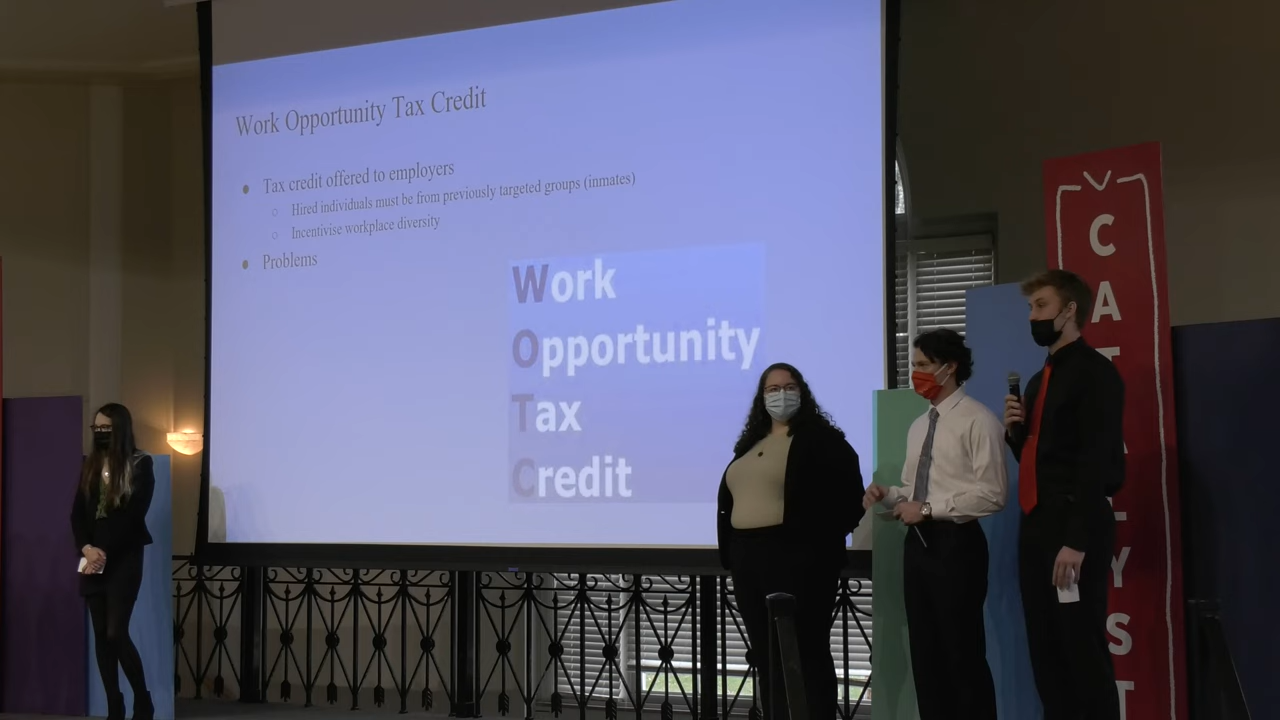 Work Opportunity Tax Credit
Tax credit offered to employers
Hired individuals must be from previously targeted groups (inmates)
Incentivise workplace diversity
Problems
Work
Opportunity
Tax
Credit
C
A
T
A
L
Y
S
T